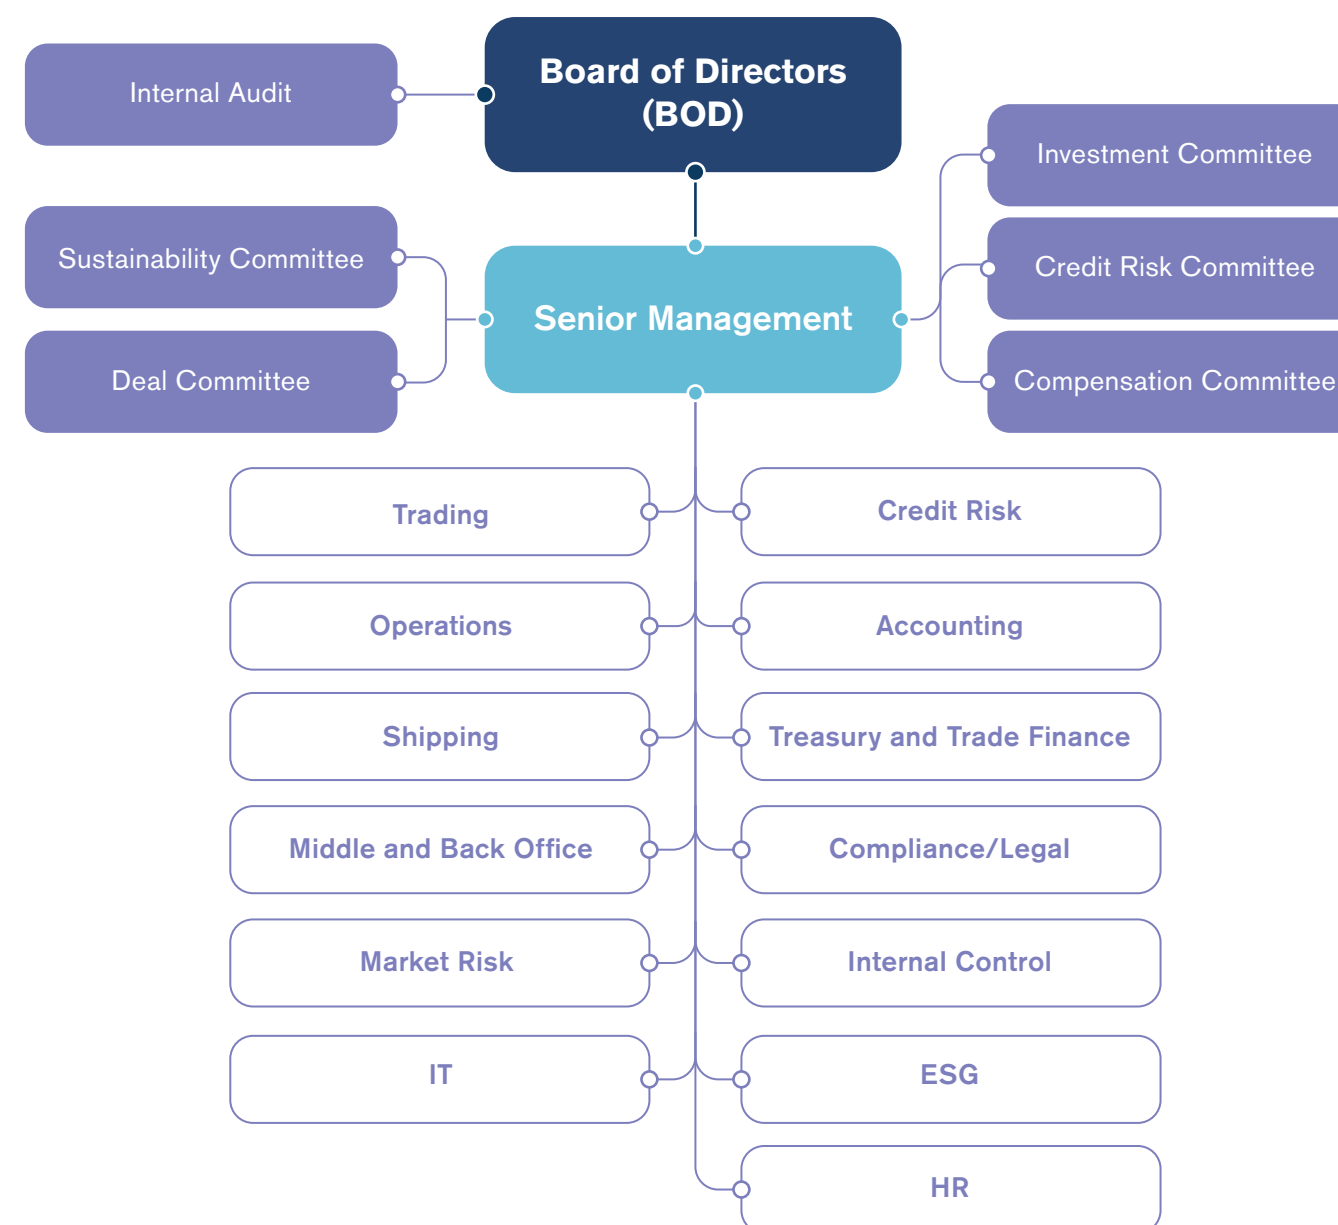 Board of Directors
(BOD)
Internal Audit
Investment Committee
Sustainability Committee
Credit Risk Committee
Senior Management
Deal Committee
Compensation Committee
Trading
Credit Risk
Operations
Accounting
Shipping
Treasury and Trade Finance
Middle and Back Office
Compliance/Legal
Market Risk
Internal Control
IT
ESG
HR